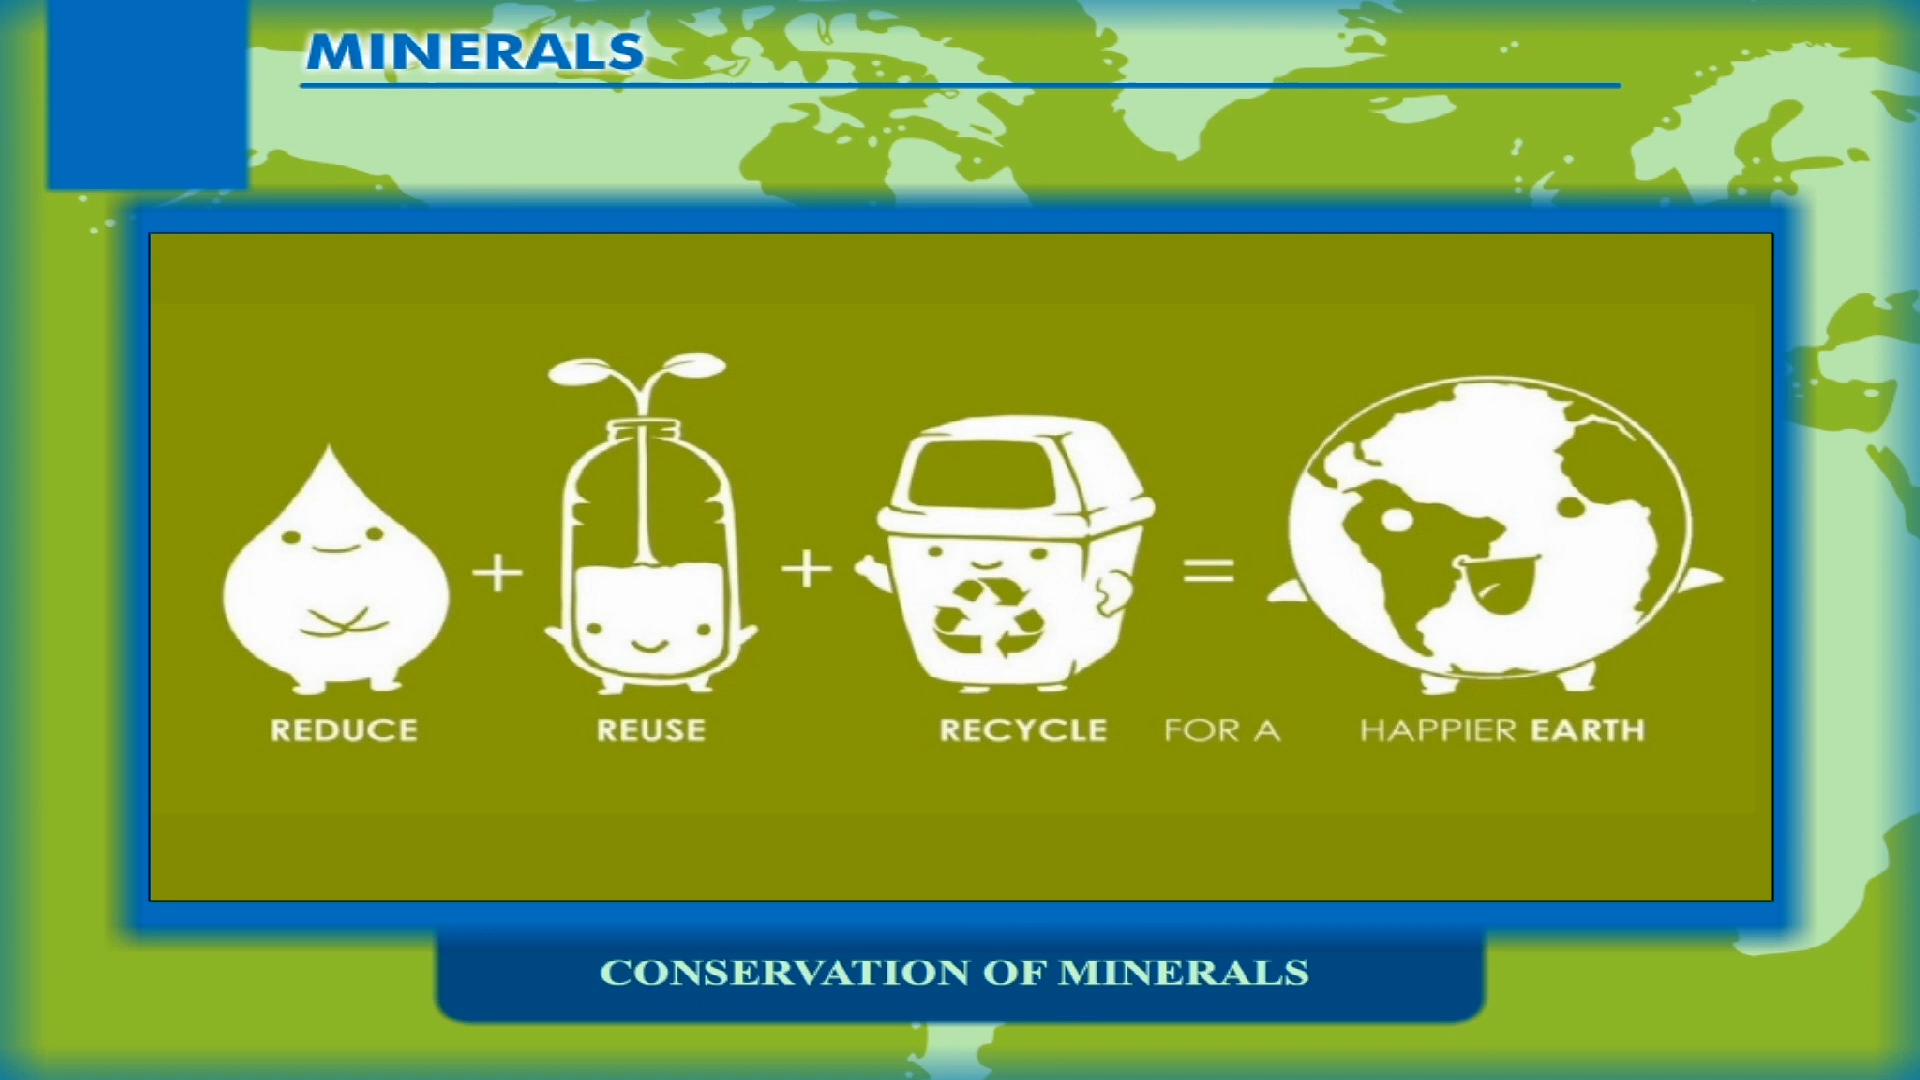 MINERALS
REDUCE REUSE RECYCLE FOR A HAPPIER EARTH
CONSERVATION OF MINERALS